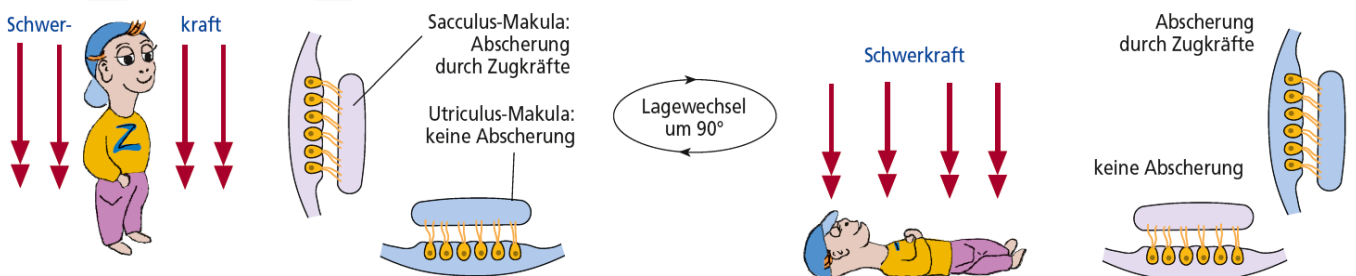 Schwer- kraft
Sacculus-Makula:
Abscherung
durch Zugkräfte
Utriculus-Makula:
keine Abscherung
Z
Lagewechsel
um 90°
Schwerkraft
Abscherung
durch Zugkräfte
keine Abscherung